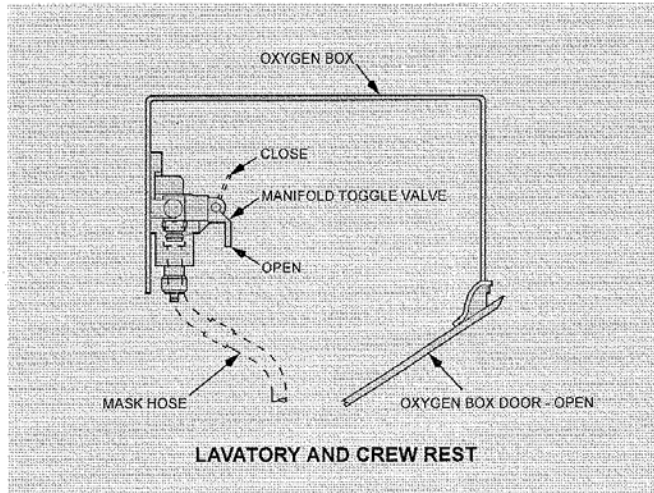 OXYGEN BOX
CLOSE
MANIFOLD TOGGLE VALVE
OPEN
MASK HOSE
OXYGEN BOX DOOR - OPEN
LAVATORY AND CREW REST